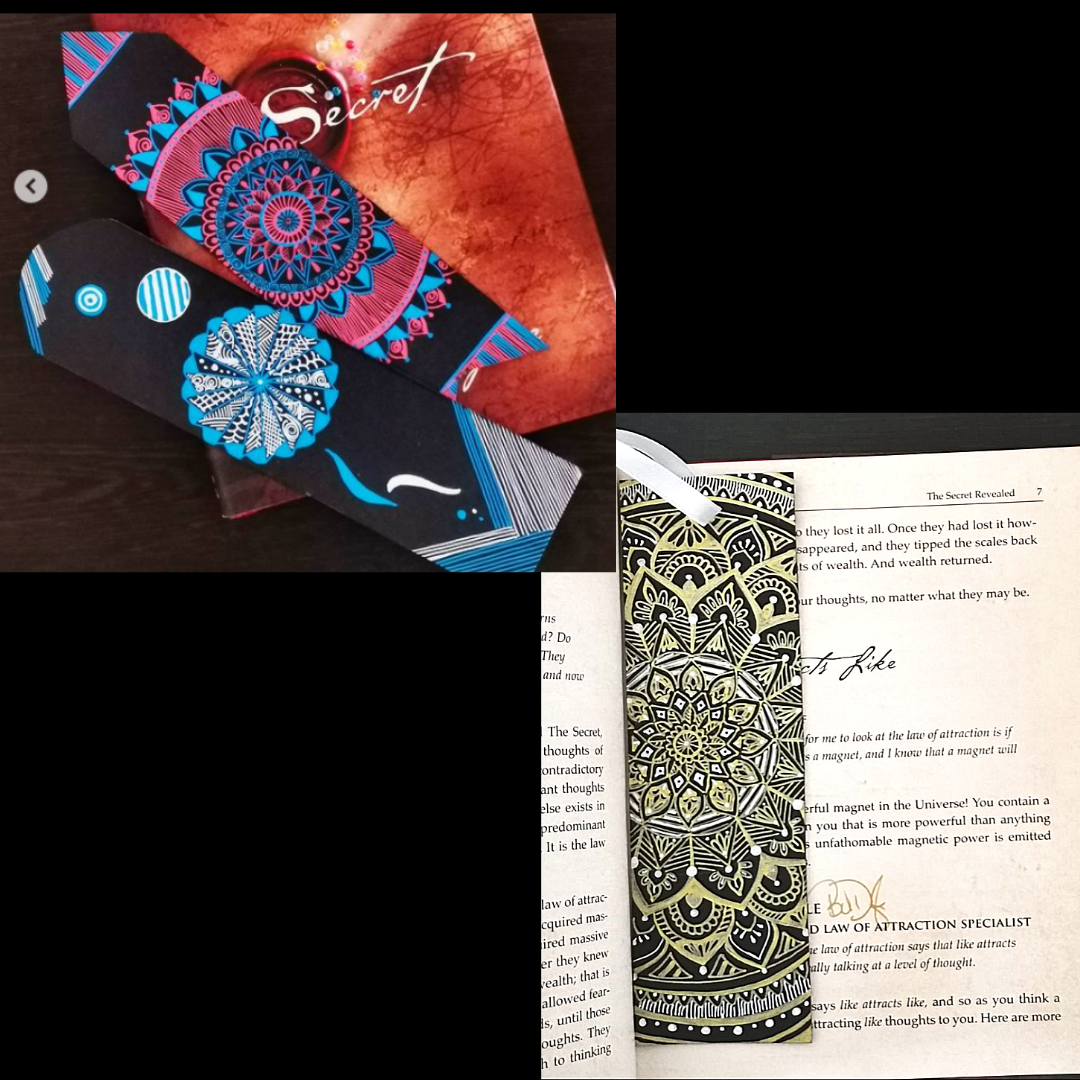 Secret
The Secret Revealed 7
they lost it all. Once they had lost it how-
sappeared, and they tipped the scales back
ts of wealth. And wealth returned.
ur thoughts, no matter what they may be.
cts Like
for me to look at the law of attraction is if
s a magnet, and I know that a magnet will
erful magnet in the Universe! You contain a
n you that is more powerful than anything
s unfathomable magnetic power is emitted
LE
D LAW OF ATTRACTION SPECIALIST
e law of attraction says that like attracts
ally talking at a level of thought.
says like attracts like, and so as you think a
ttracting like thoughts to you. Here are more
rns
d? Do
They
and now
The Secret,
thoughts of
ontradictory
ant thoughts
else exists in
predominant
It is the law
law of attrac-
cquired mas-
ired massive
er they knew
wealth; that is
allowed fear-
ds, until those
oughts. They
h to thinking